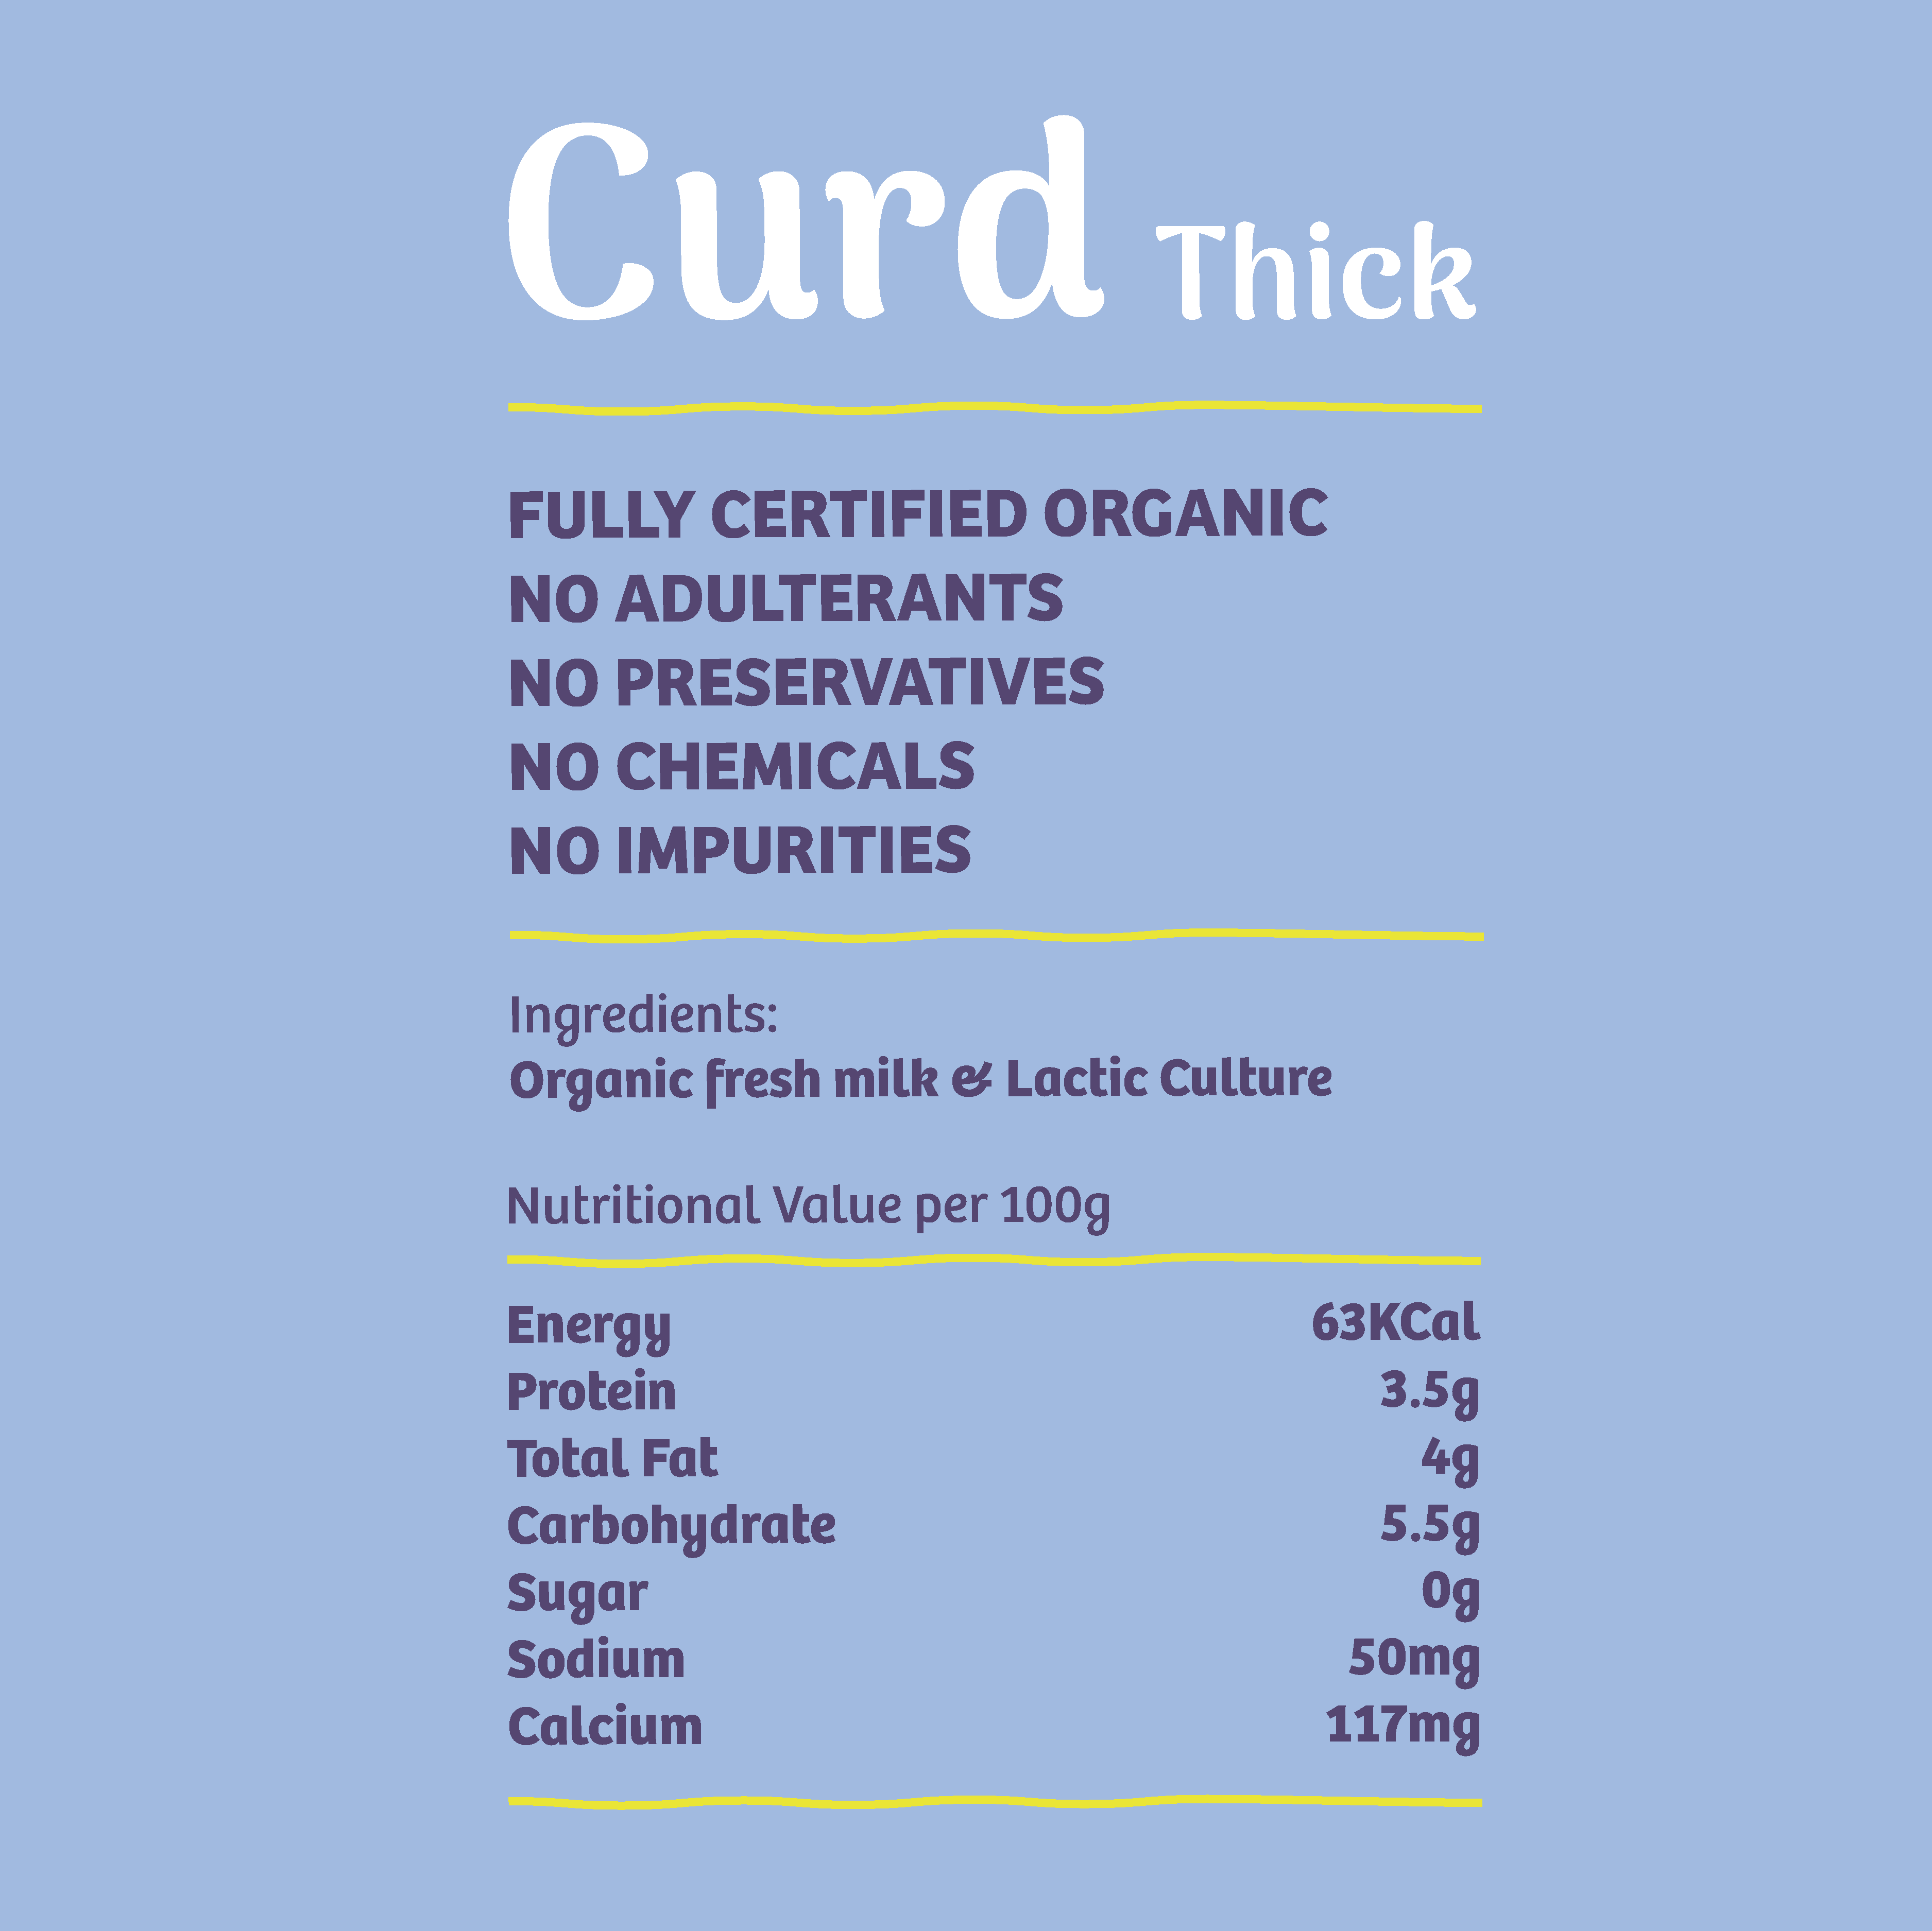 Curd Thick
FULLY CERTIFIED ORGANIC
NO ADULTERANTS
NO PRESERVATIVES
NO CHEMICALS
NO IMPURITIES
Ingredients:
Organic fresh milk & Lactic Culture
Nutritional Value per 100g
Energy 63KCal
Protein 3.5g
Total Fat 4g
Carbohydrate 5.5g
Sugar 0g
Sodium 50mg
Calcium 117mg